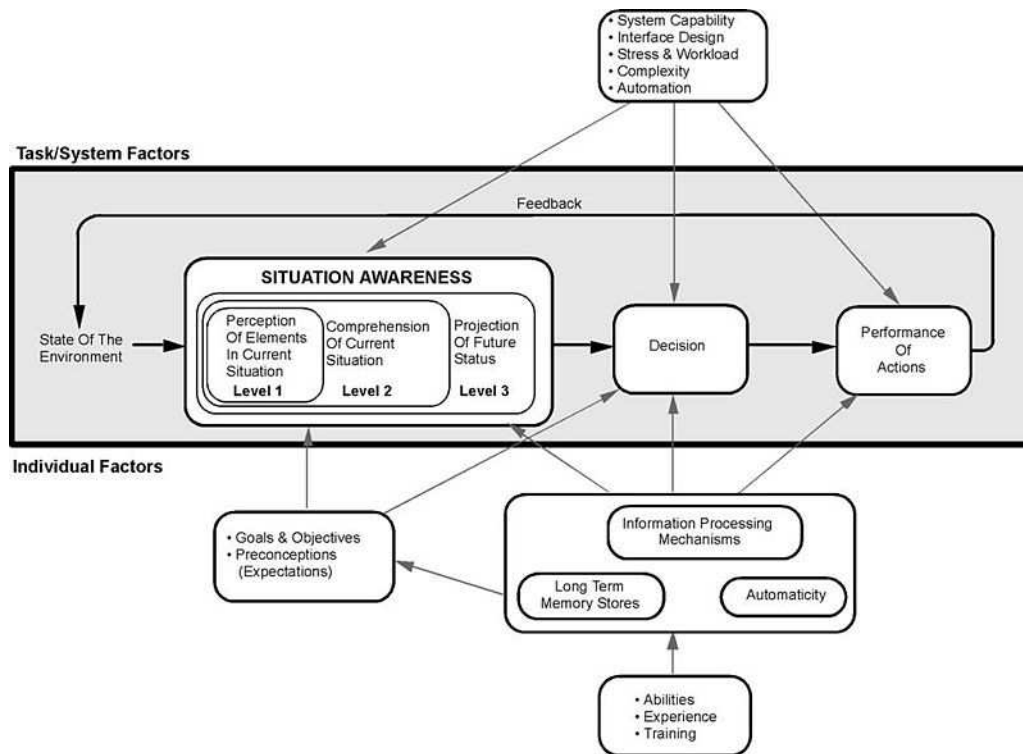 • System Capability
• Interface Design
• Stress & Workload
• Complexity
• Automation
Task/System Factors
Feedback
SITUATION AWARENESS
State Of The
Environment
Perception
Of Elements
In Current
Situation
Level 1
Comprehension
Of Current
Situation
Level 2
Projection
Of Future
Status
Level 3
Decision
Performance
Of
Actions
Individual Factors
• Goals & Objectives
• Preconceptions
(Expectations)
Information Processing
Mechanisms
Long Term
Memory Stores
Automaticity
• Abilities
• Experience
• Training